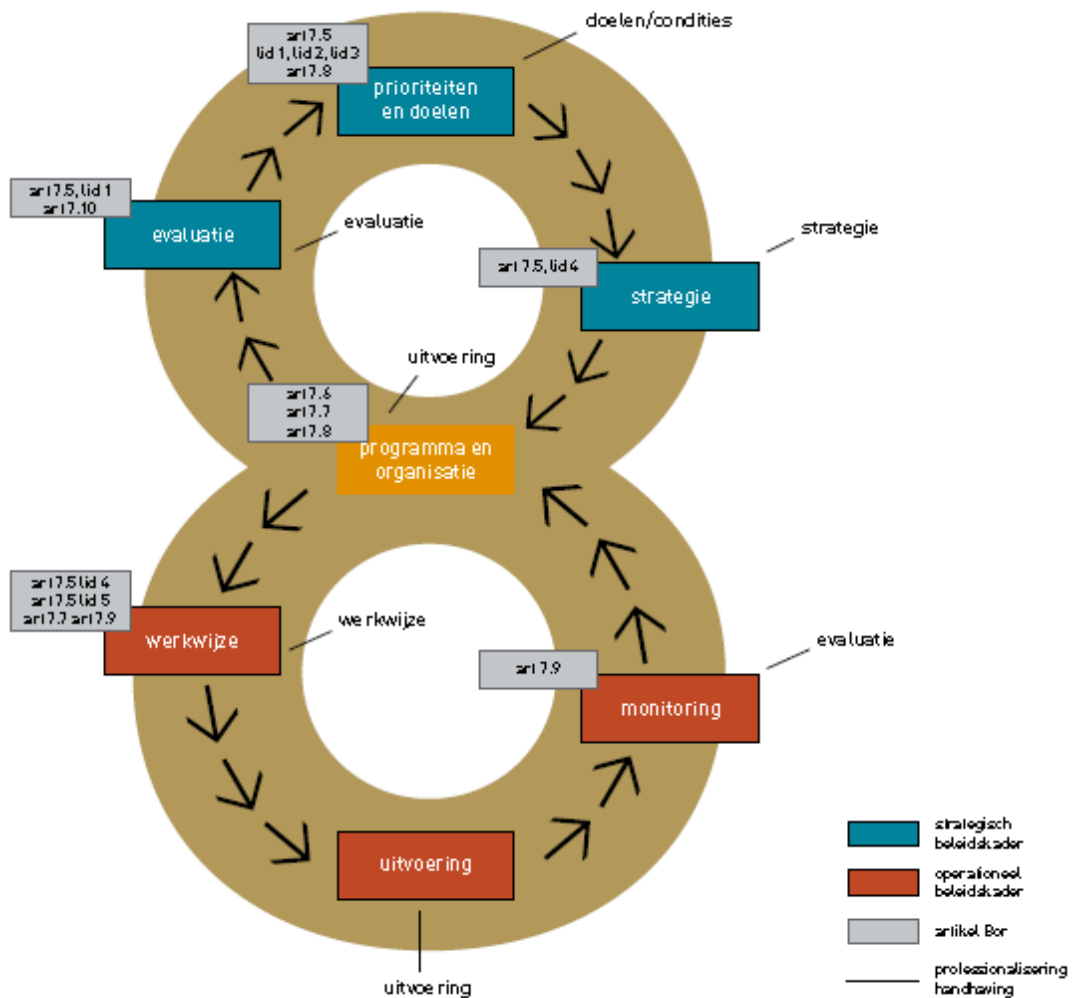 doelen/condities
art 7.5
lid 1, lid 2, lid 3
art 7.8
prioriteiten
en doelen
art 7.5, lid 1
art 7.10
evaluatie
evaluatie
strategie
art 7.5, lid 4
strategie
uitvoering
art 7.6
art 7.7
art 7.8
programma en
organisatie
art 7.5 lid 4
art 7.5 lid 5
art 7.7 art 7.9
werkwijze
werkwijze
evaluatie
art 7.9
monitoring
uitvoering
uitvoering
strategisch
beleidskader
operationeel
beleidskader
artikel Bor
professionalisering
handhaving